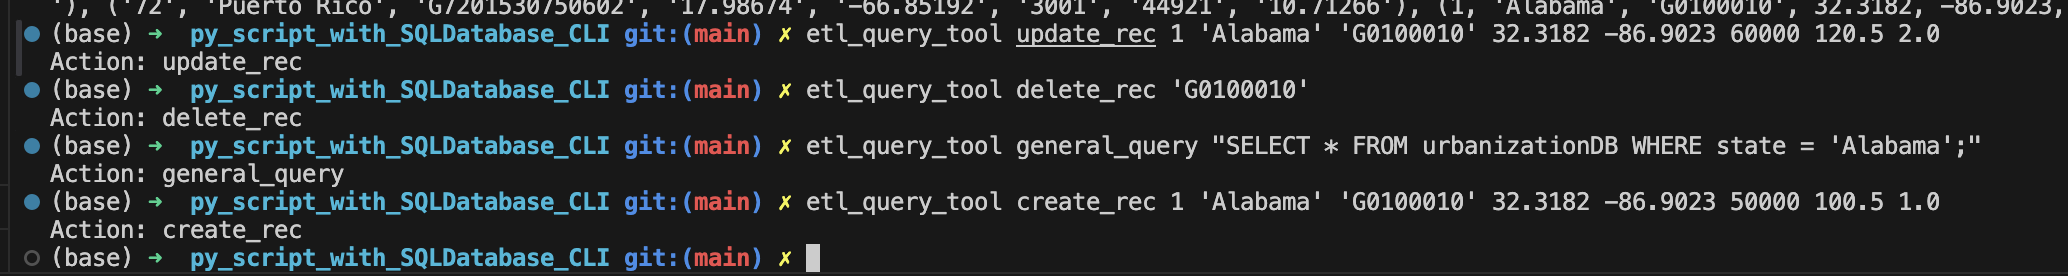 '), ('72', 'Puerto Rico', 'G7201530750602', '17.98674', '-66.85192', '3001', '44921', '10.71266'), (1, 'Alabama', 'G0100010', 32.3182, -86.9023,
(base) ➜ py_script_with_SQLDatabase_CLI git:(main) ✗ etl_query_tool update_rec 1 'Alabama' 'G0100010' 32.3182 -86.9023 60000 120.5 2.0
Action: update_rec
(base) ➜ py_script_with_SQLDatabase_CLI git:(main) ✗ etl_query_tool delete_rec 'G0100010'
Action: delete_rec
(base) ➜ py_script_with_SQLDatabase_CLI git:(main) ✗ etl_query_tool general_query "SELECT * FROM urbanizationDB WHERE state = 'Alabama';"
Action: general_query
(base) ➜ py_script_with_SQLDatabase_CLI git:(main) ✗ etl_query_tool create_rec 1 'Alabama' 'G0100010' 32.3182 -86.9023 50000 100.5 1.0
Action: create_rec
(base) ➜ py_script_with_SQLDatabase_CLI git:(main) ✗